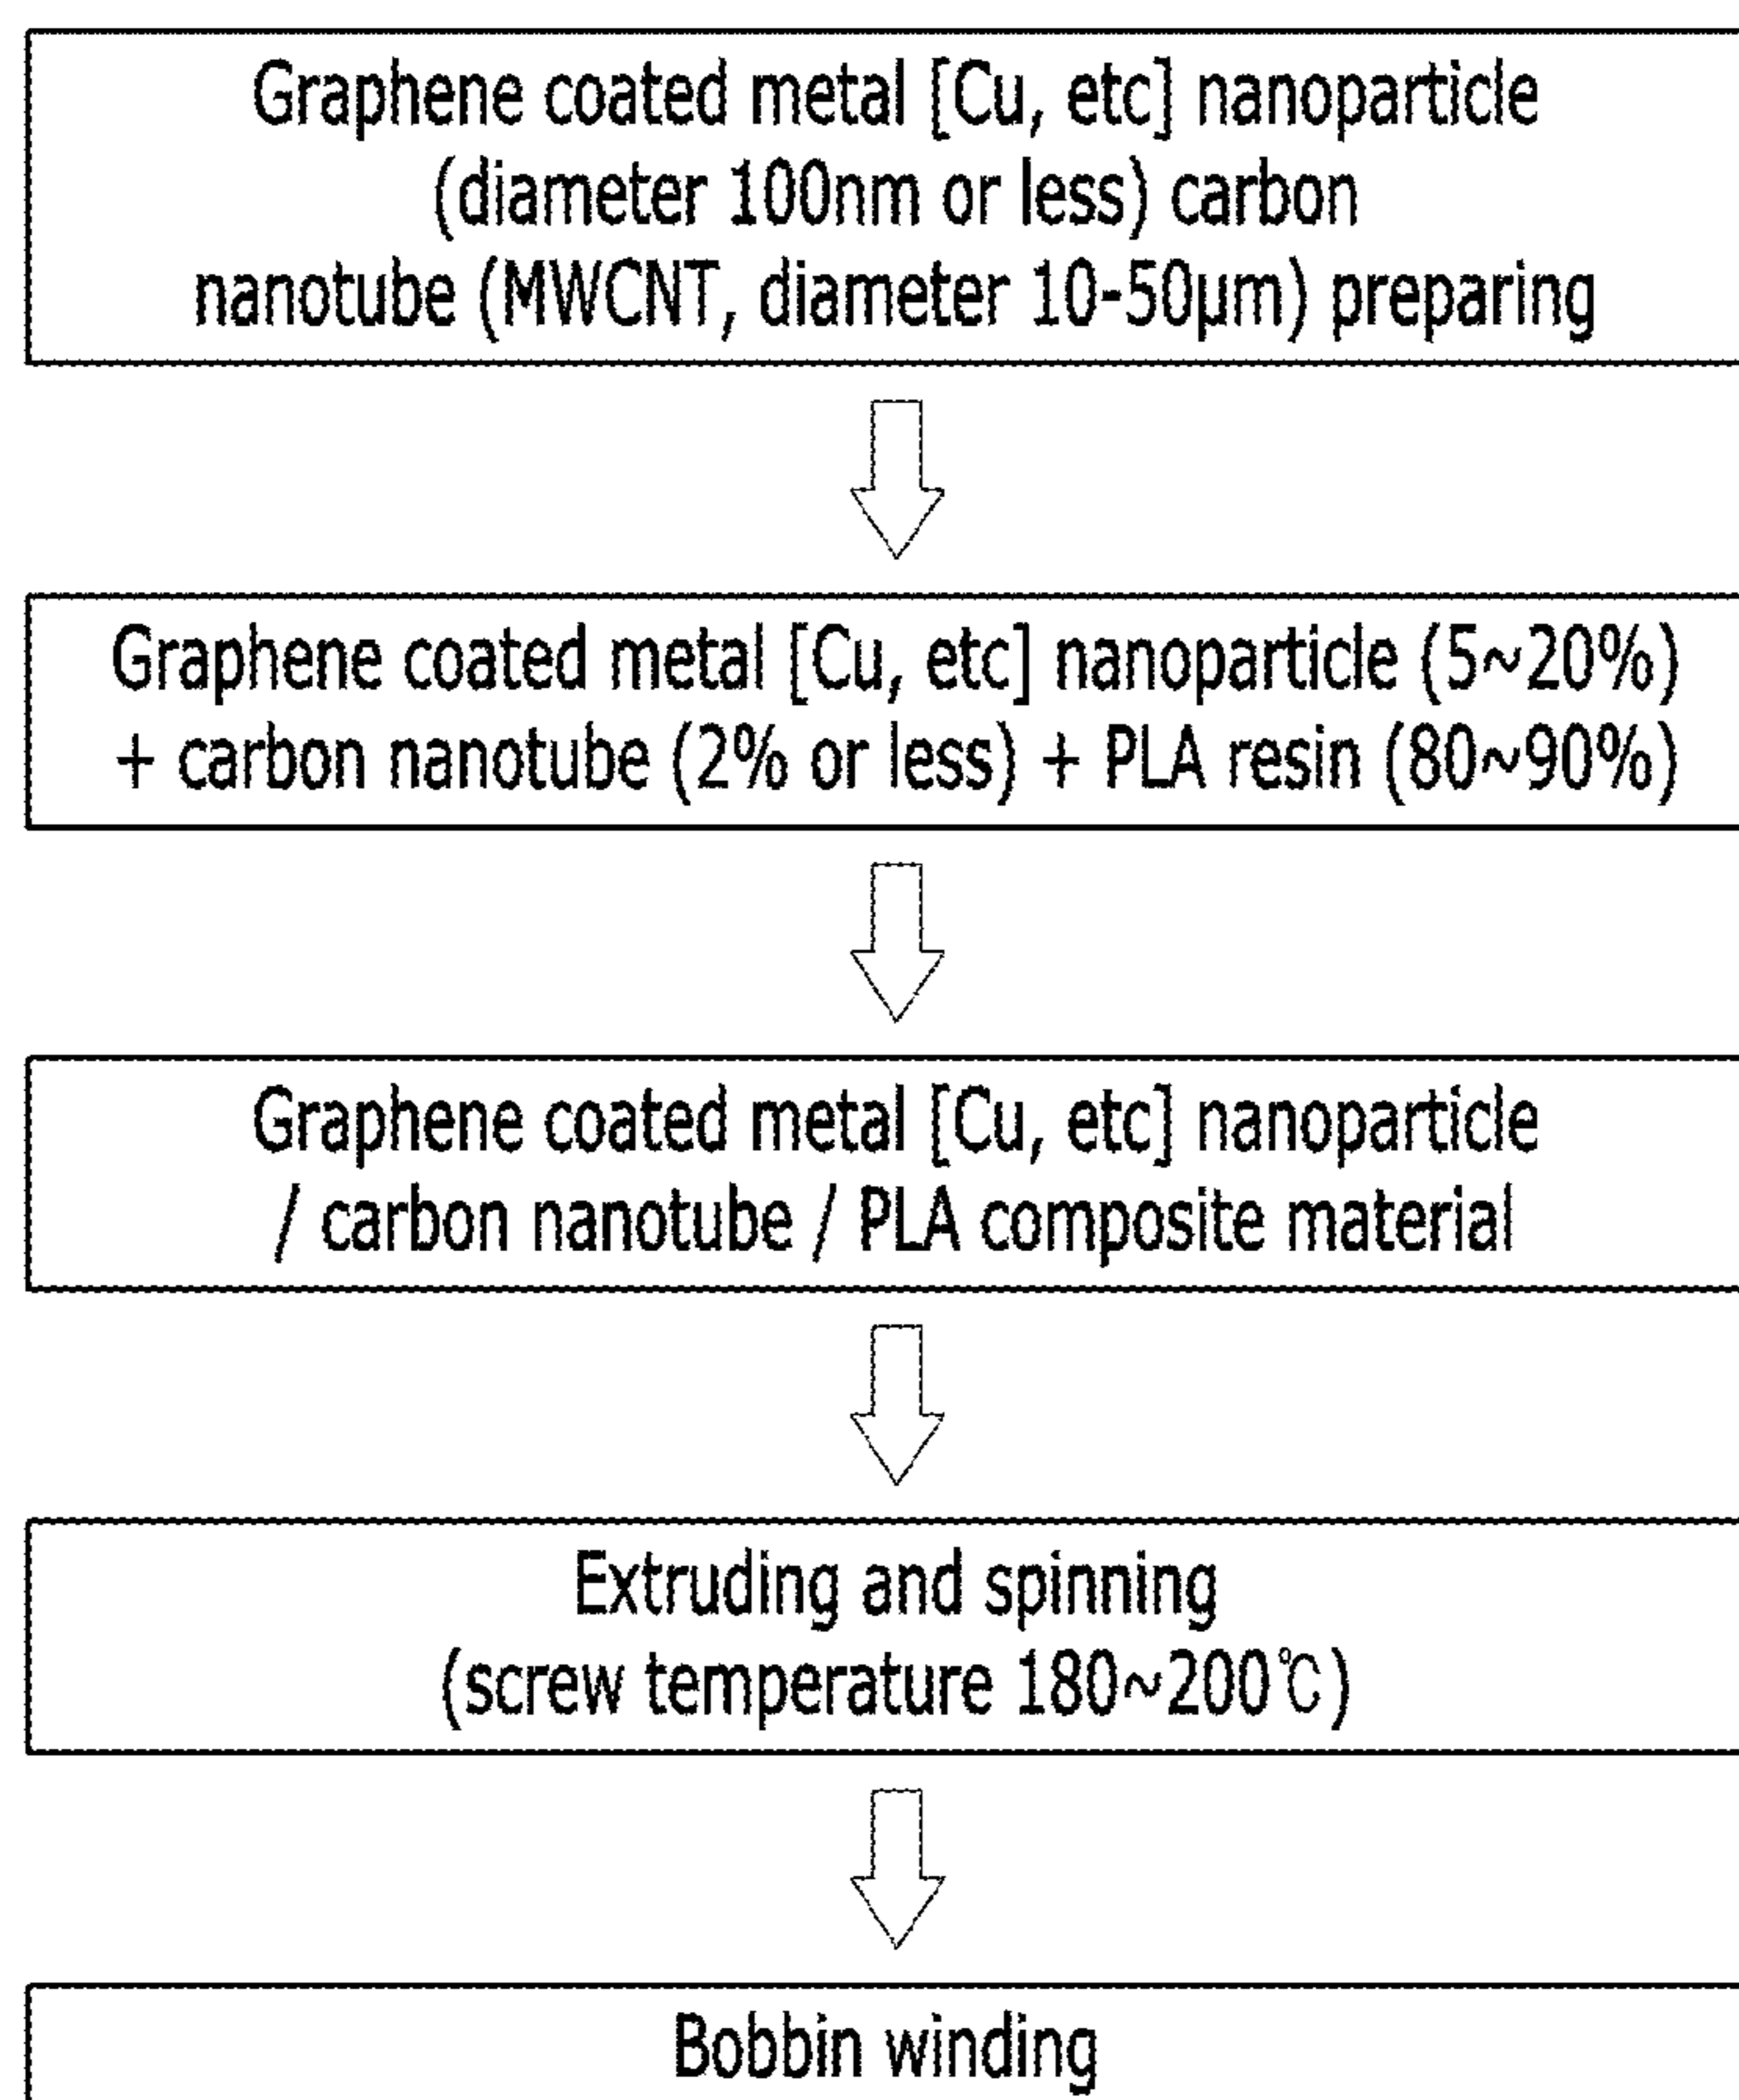 Graphene coated metal [Cu, etc] nanoparticle
(diameter 100nm or less) carbon
nanotube (MWCNT, diameter 10-50μm) preparing
Graphene coated metal [Cu, etc] nanoparticle (5~20%)
+ carbon nanotube (2% or less) + PLA resin (80~90%)
Graphene coated metal [Cu, etc] nanoparticle
/ carbon nanotube / PLA composite material
Extruding and spinning
(screw temperature 180~200℃)
Bobbin winding